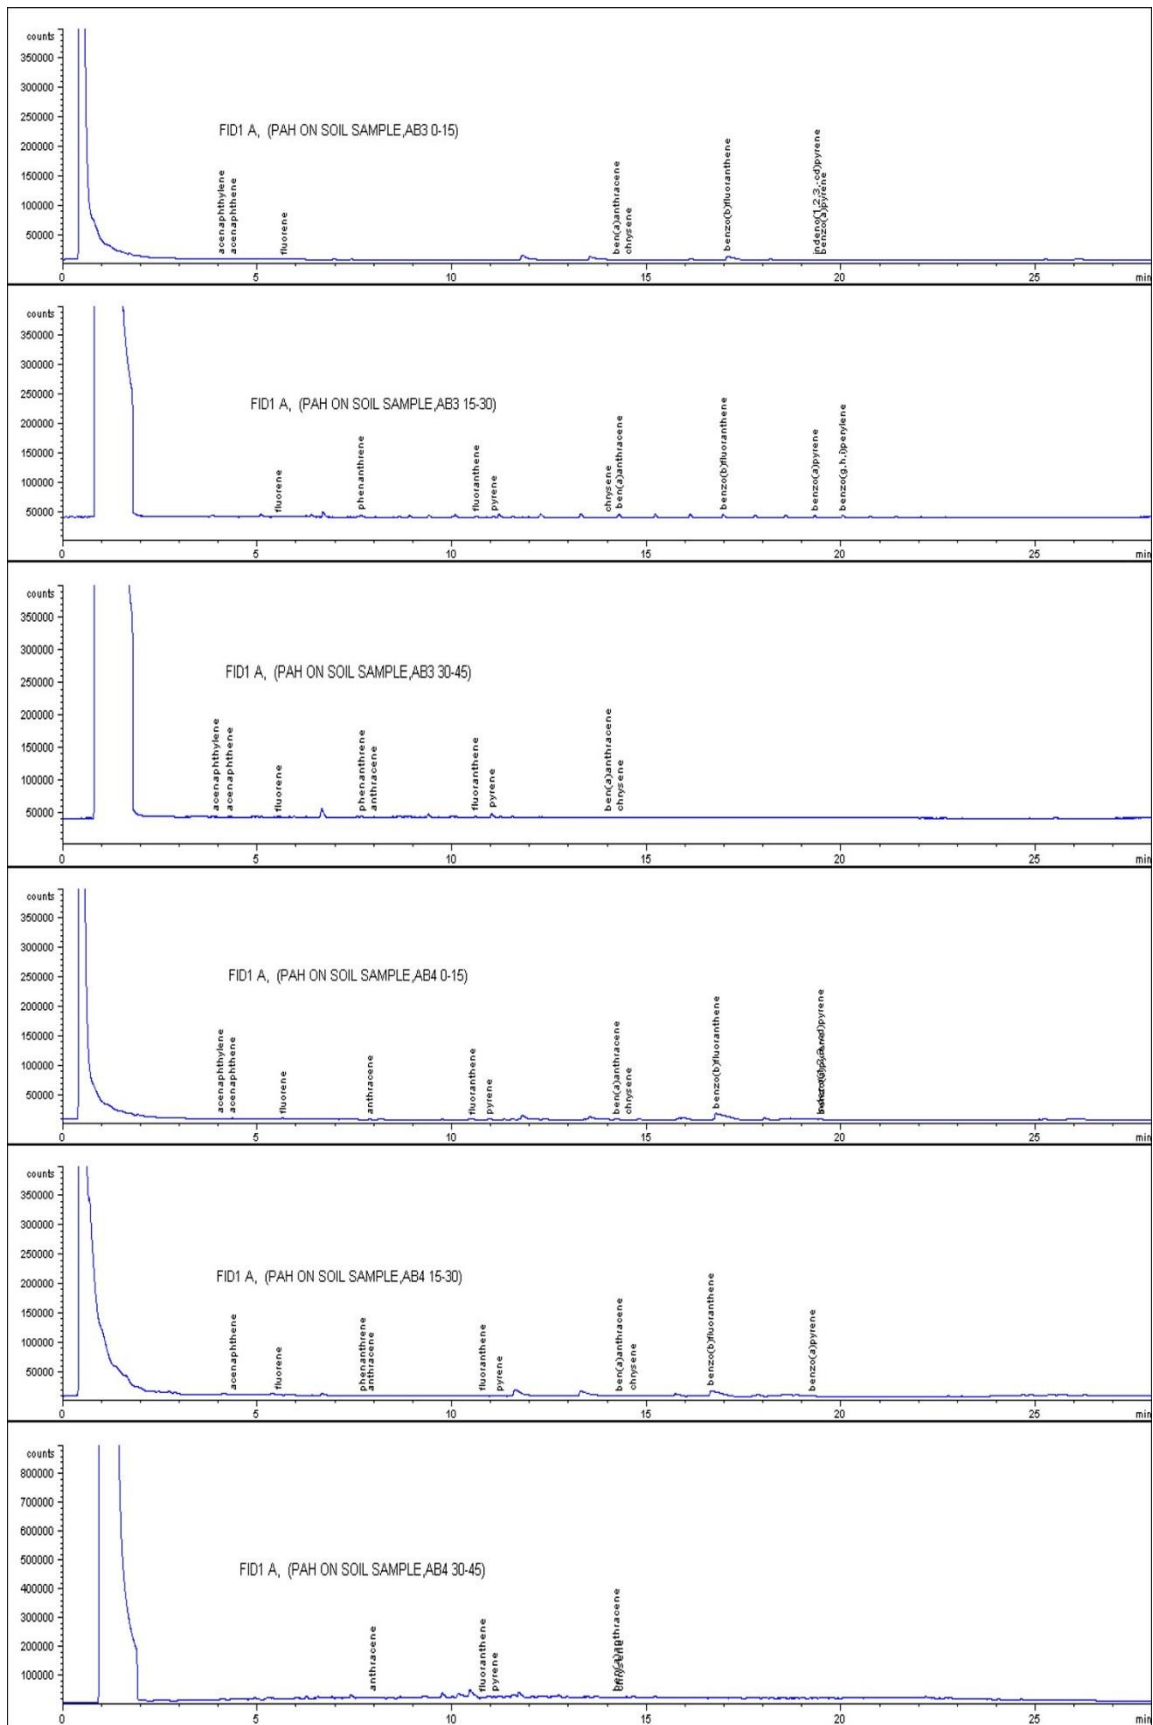 counts
350000
300000
250000
200000
150000
100000
50000
FID1 A, (PAH ON SOIL SAMPLE,AB3 0-15)
acenaphthylene
acenaphthene
fluorene
ben(a)anthracene
chrysene
benzo(b)fluoranthene
indeno(1,2,3,-cd)pyrene
benzo(a)pyrene
0 5 10 15 20 25 min
counts
350000
300000
250000
200000
150000
100000
50000
FID1 A, (PAH ON SOIL SAMPLE,AB3 15-30)
fluorene
phenanthrene
fluoranthene
pyrene
chrysene
ben(a)anthracene
benzo(b)fluoranthene
benzo(a)pyrene
benzo(g,h,i)perylene
0 5 10 15 20 25 min
counts
350000
300000
250000
200000
150000
100000
50000
FID1 A, (PAH ON SOIL SAMPLE,AB3 30-45)
acenaphthylene
acenaphthene
fluorene
phenanthrene
anthracene
fluoranthene
pyrene
ben(a)anthracene
chrysene
0 5 10 15 20 25 min
counts
350000
300000
250000
200000
150000
100000
50000
FID1 A, (PAH ON SOIL SAMPLE,AB4 0-15)
acenaphthylene
acenaphthene
fluorene
anthracene
fluoranthene
pyrene
ben(a)anthracene
chrysene
benzo(b)fluoranthene
0 5 10 15 20 25 min
counts
350000
300000
250000
200000
150000
100000
50000
FID1 A, (PAH ON SOIL SAMPLE,AB4 15-30)
acenaphthene
fluorene
phenanthrene
anthracene
fluoranthene
pyrene
ben(a)anthracene
chrysene
benzo(b)fluoranthene
benzo(a)pyrene
0 5 10 15 20 25 min
counts
800000
700000
600000
500000
400000
300000
200000
100000
FID1 A, (PAH ON SOIL SAMPLE,AB4 30-45)
anthracene
fluoranthene
pyrene
ben(a)anthracene
chrysene
0 5 10 15 20 25 min